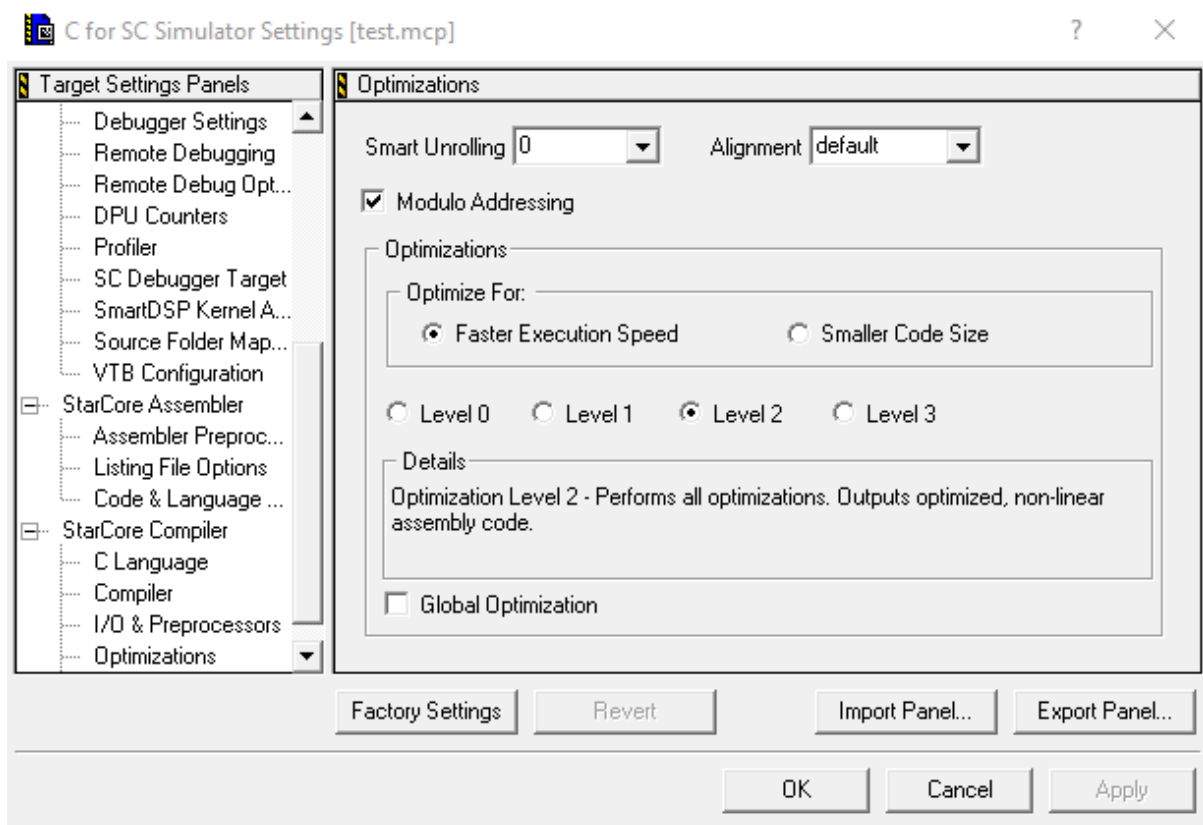 C for SC Simulator Settings [test.mcp]
?
Target Settings Panels
Debugger Settings
Remote Debugging
Remote Debug Opt...
DPU Counters
Profiler
SC Debugger Target
SmartDSP Kernel A...
Source Folder Map...
VTB Configuration
StarCore Assembler
Assembler Preproc...
Listing File Options
Code & Language ...
StarCore Compiler
C Language
Compiler
I/O & Preprocessors
Optimizations
Optimizations
Smart Unrolling 0 Alignment default
Modulo Addressing
Optimizations
Optimize For:
Faster Execution Speed Smaller Code Size
Level 0 Level 1 Level 2 Level 3
Details
Optimization Level 2 - Performs all optimizations. Outputs optimized, non-linear
assembly code.
Global Optimization
Factory Settings Revert Import Panel... Export Panel...
OK Cancel Apply